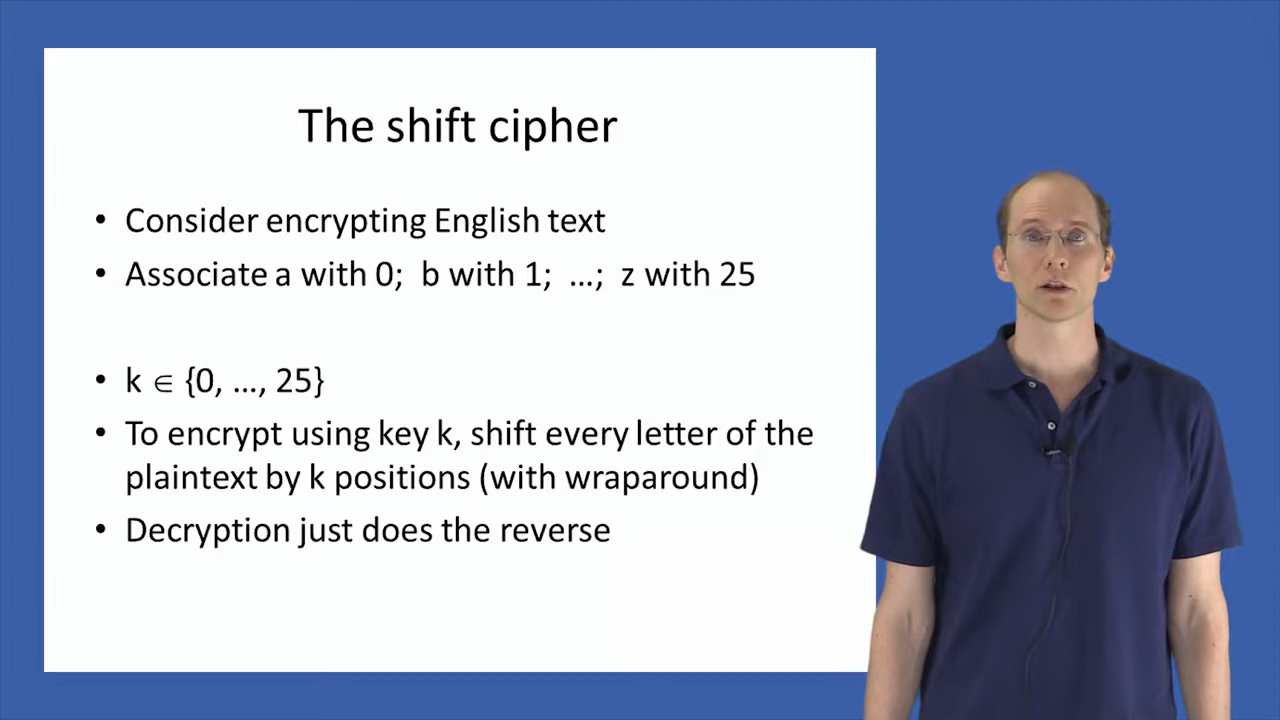 The shift cipher
• Consider encrypting English text
• Associate a with 0;  b with 1;  …;  z with 25
• k ∈ {0, …, 25}
• To encrypt using key k, shift every letter of the
plaintext by k positions (with wraparound)
• Decryption just does the reverse